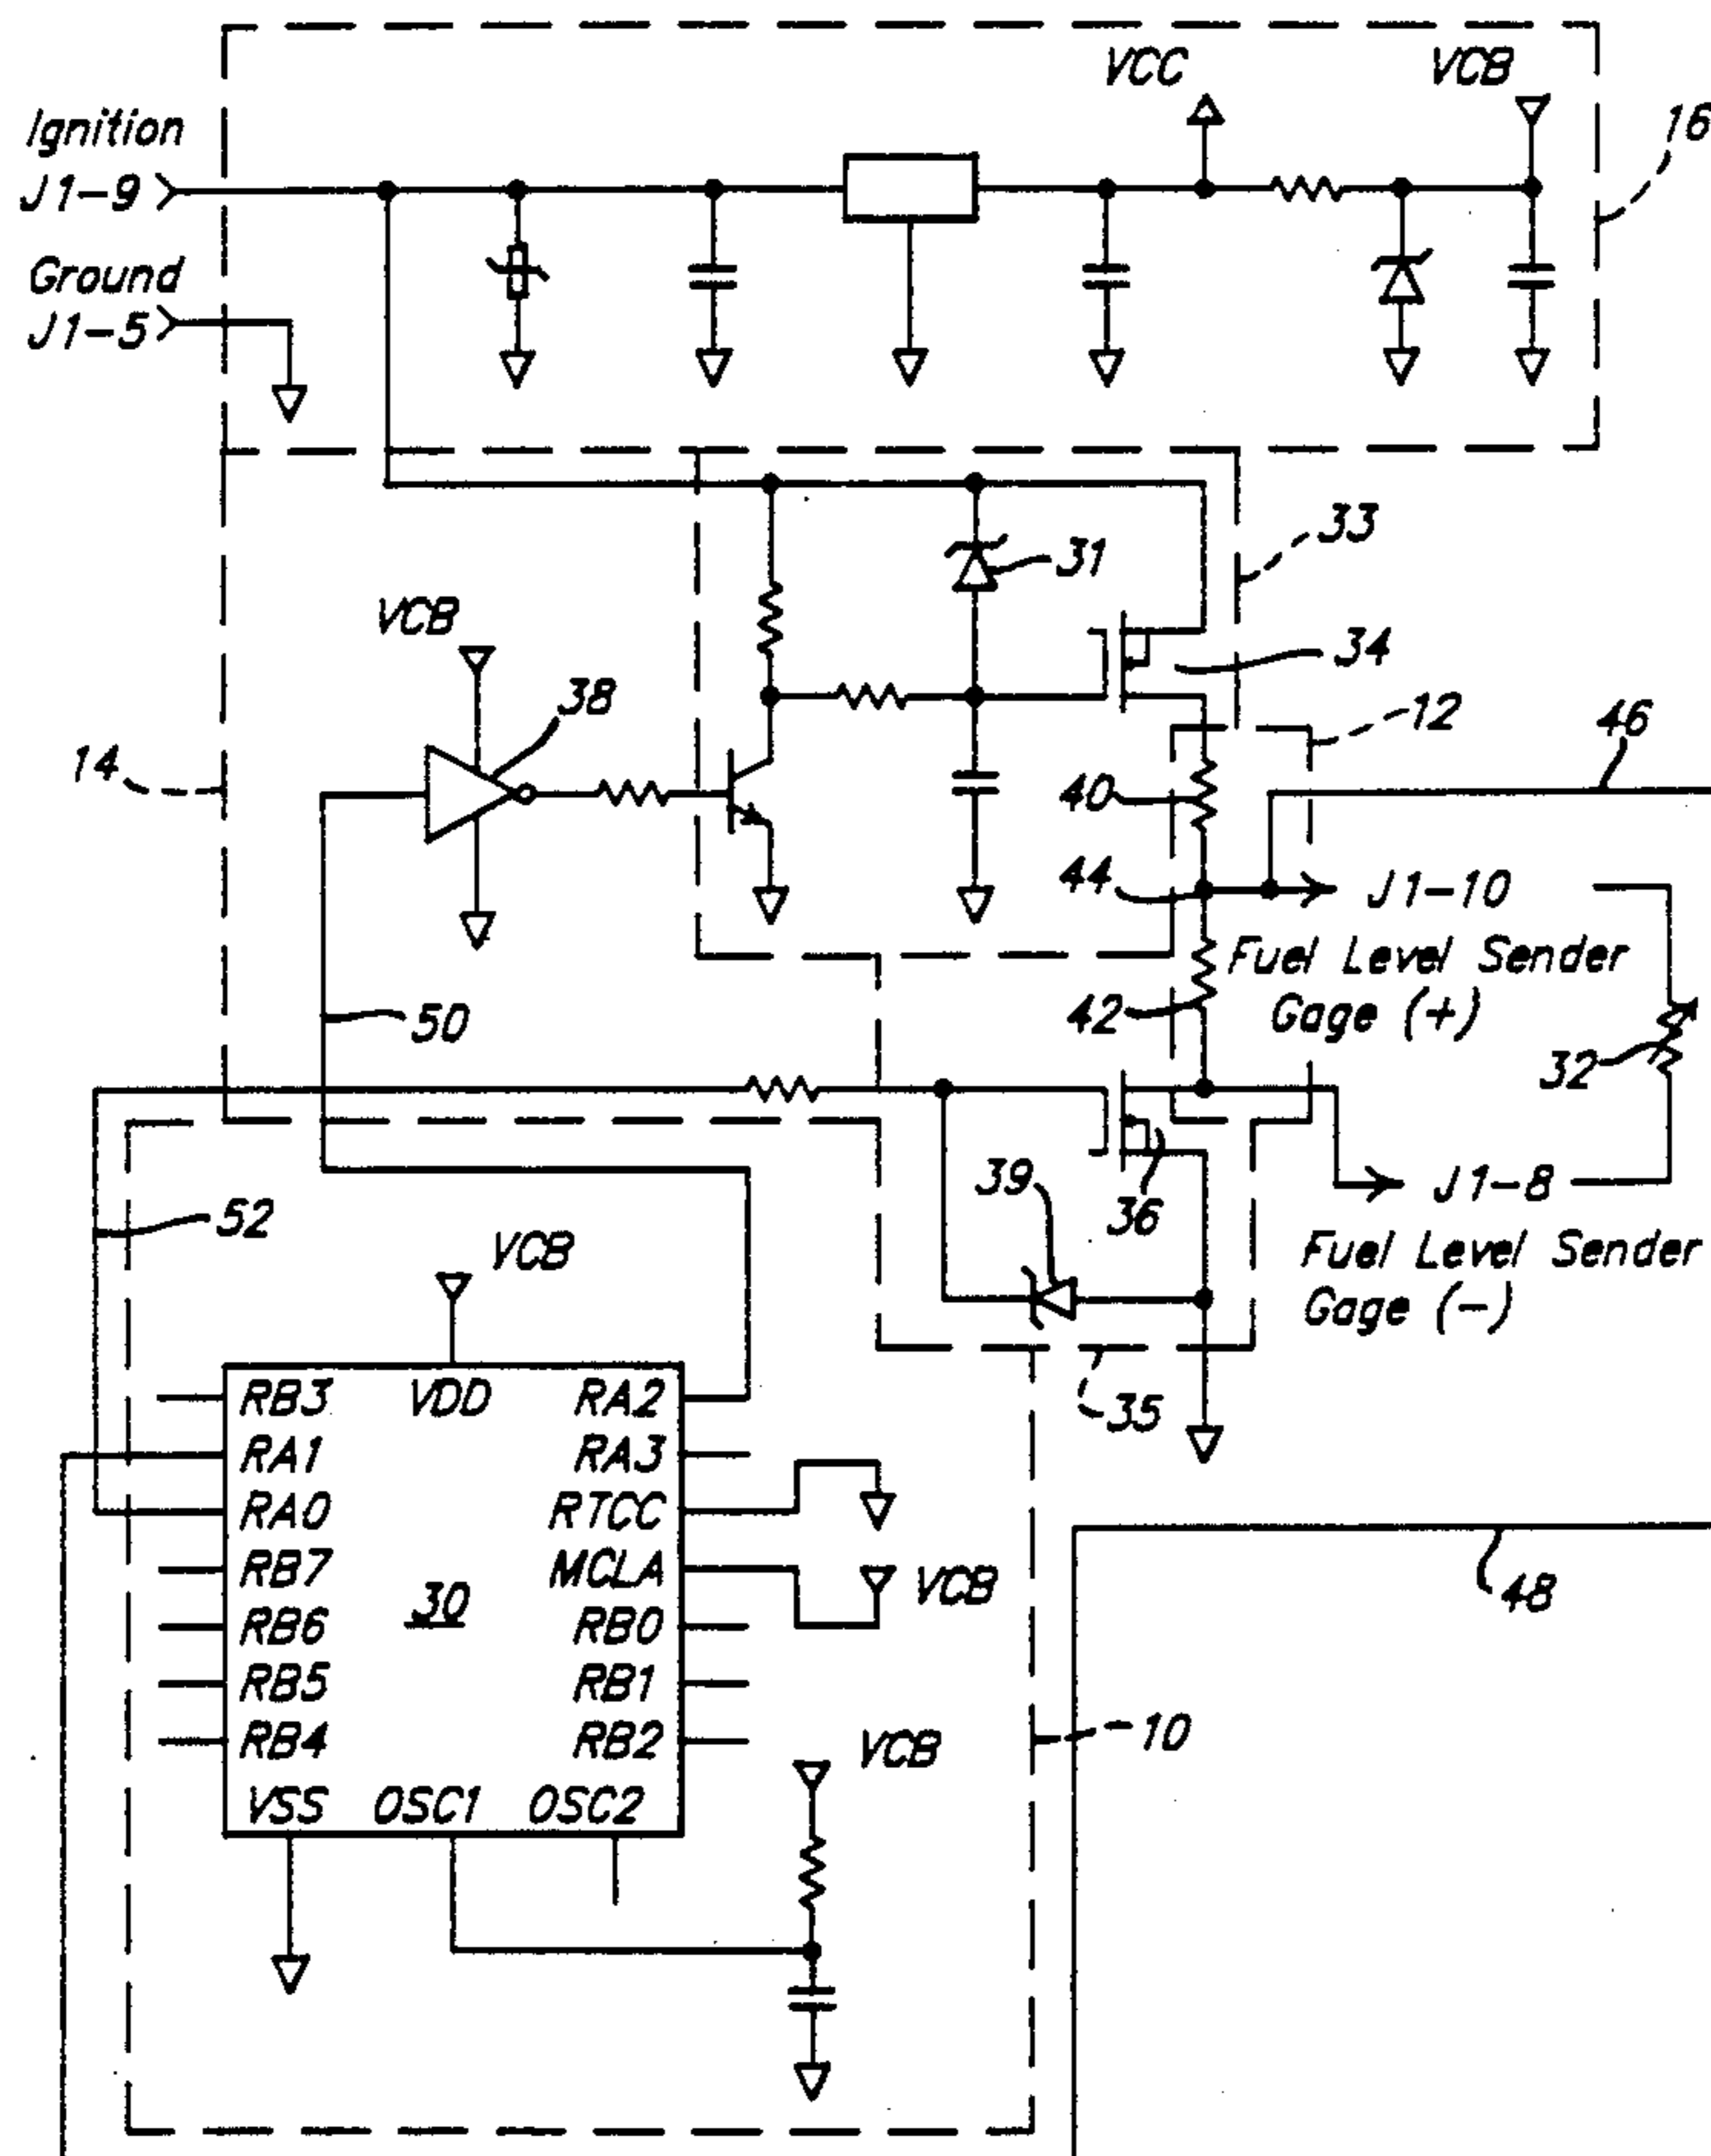 VCC
VCB
16
Ignition
J1-9
Ground
J1-5
33
31
VCB
34
38
12
46
14
40
44
J1-10
Fuel Level Sender
Gage (+)
42
50
32
39
36
J1-8
52
VCB
Fuel Level Sender
Gage (-)
35
RB3
VDD
RA2
RA1
RA3
RA0
RTCC
RB7
MCLA
VCB
48
30
RB6
RB0
RB5
RB1
RB4
RB2
10
VCB
VSS
OSC1
OSC2